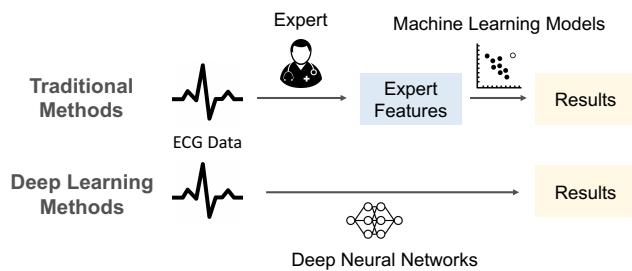 Expert
Machine Learning Models
Traditional
Methods
Expert
Features
Results
ECG Data
Deep Learning
Methods
Results
Deep Neural Networks